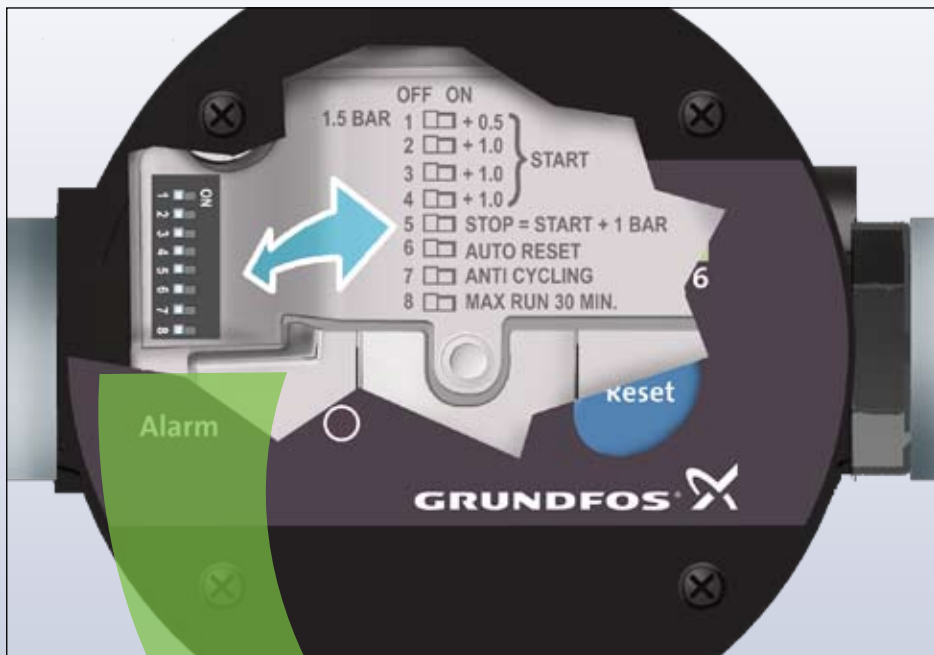 OFF ON
1.5 BAR 1 + 0.5
2 + 1.0
3 + 1.0
4 + 1.0
START
5 STOP = START + 1 BAR
6 AUTO RESET
7 ANTI CYCLING
8 MAX RUN 30 MIN.
ON
1
2
3
4
5
6
7
8
6
Reset
Alarm
GRUNDFOS